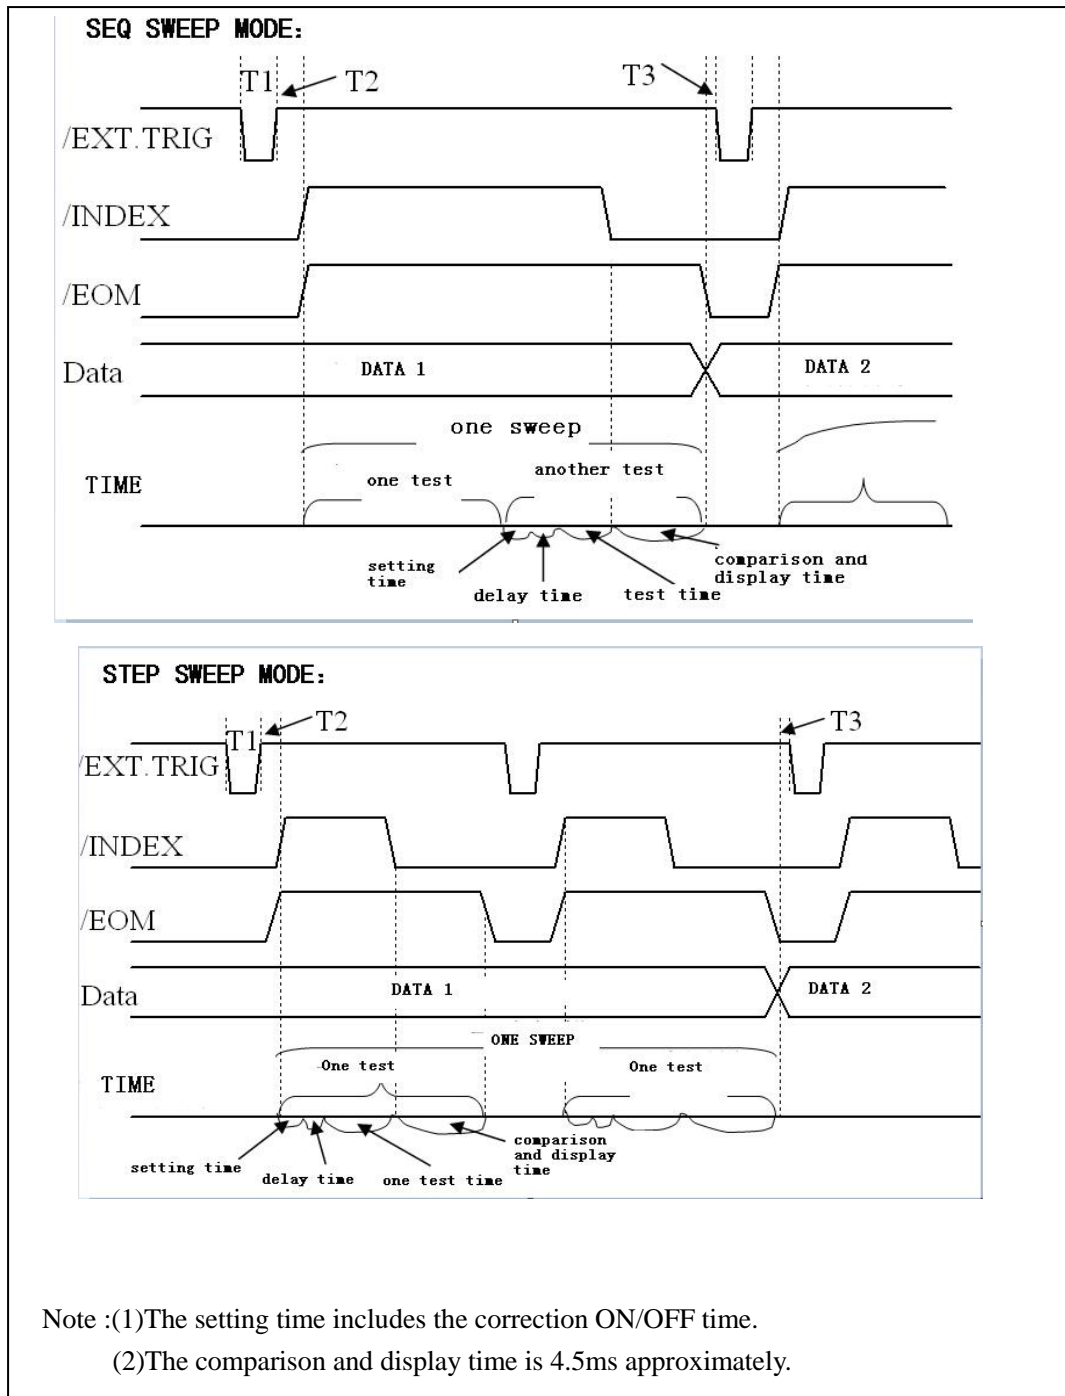 SEQ SWEEP MODE:
T1 T2 T3
/EXT.TRIG
/INDEX
/EOM
Data DATA 1 DATA 2
one sweep
another test
one test
TIME
setting
time
delay time
test time
comparison and
display time
STEP SWEEP MODE:
T1 T2 T3
/EXT.TRIG
/INDEX
/EOM
Data DATA 1 DATA 2
ONE SWEEP
One test One test
TIME
setting time
delay time
one test time
comparison
and display
time
Note :(1)The setting time includes the correction ON/OFF time.
(2)The comparison and display time is 4.5ms approximately.